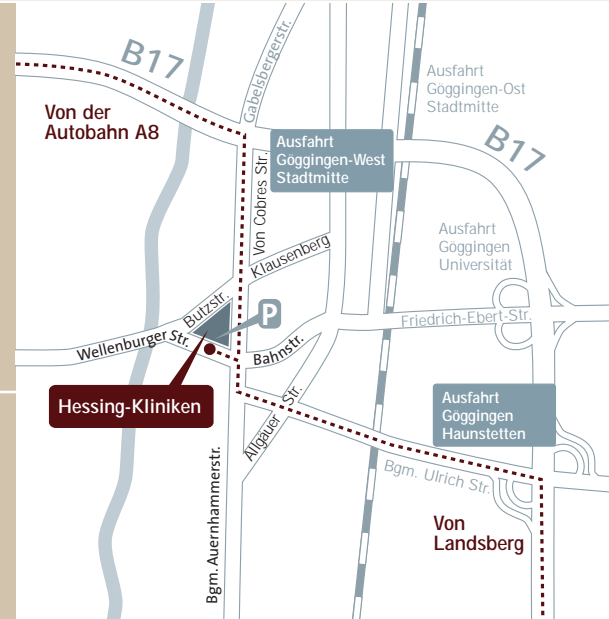 B17
Gabelsbergerstr.
Ausfahrt
Göggingen-Ost
Stadtmitte
Von der
Autobahn A8
Ausfahrt
Göggingen-West
Stadtmitte
B17
Von Cobres Str.
Klausenberg
Ausfahrt
Göggingen
Universität
Butzstr.
P
Friedrich-Ebert-Str.
Wellenburger Str.
Bahnstr.
Hessing-Kliniken
Allgäuer Str.
Ausfahrt
Göggingen
Haunstetten
Bgm. Ulrich Str.
Bgm. Auernhammerstr.
Von
Landsberg